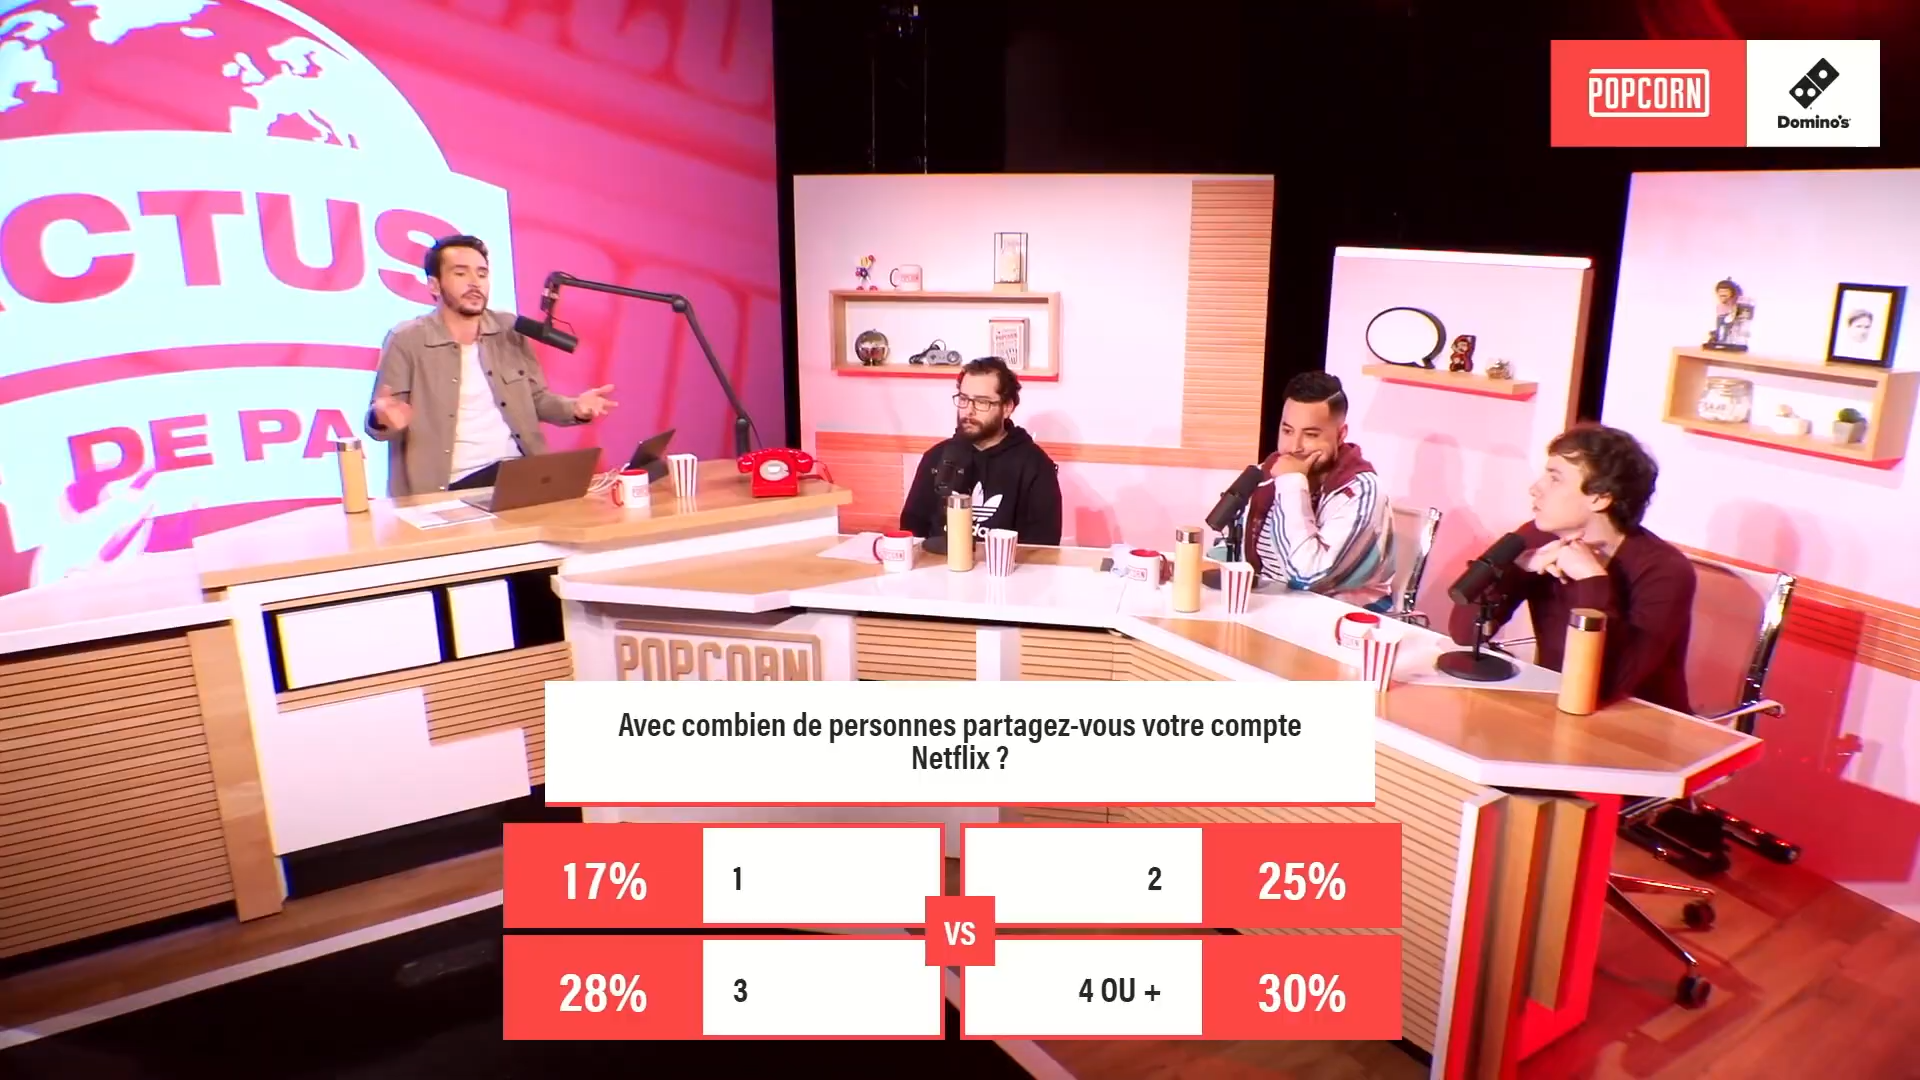 ACTUS
DE PA
POPCORN
Domino's
POPCORN
Avec combien de personnes partagez-vous votre compte
Netflix ?
17%
1
2
25%
VS
28%
3
4 OU +
30%